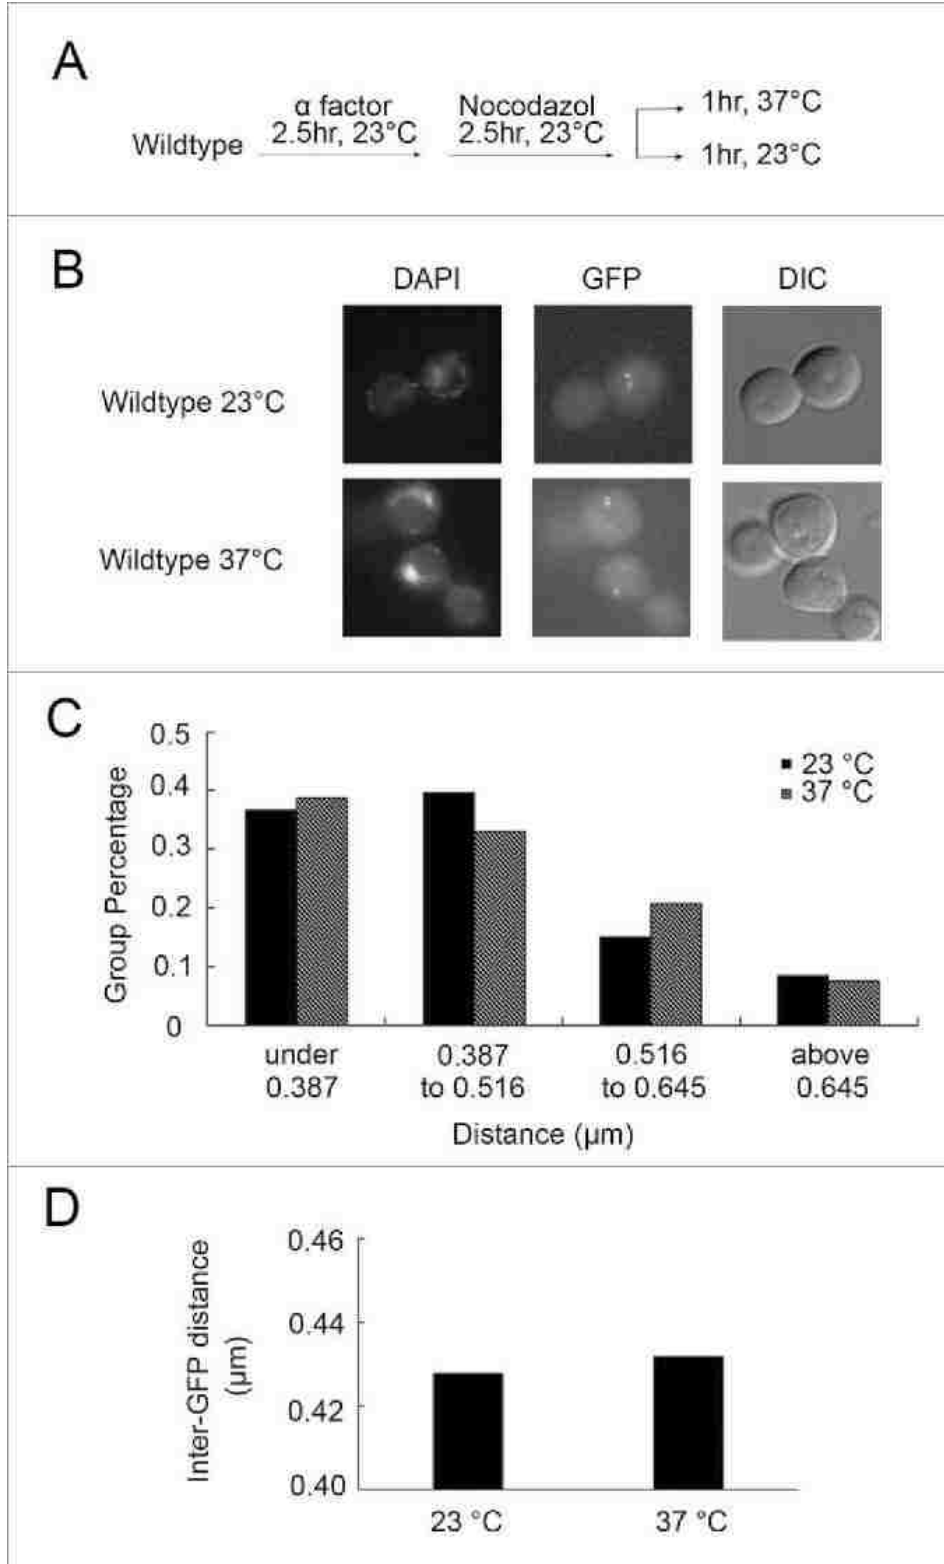 A
Wildtype
α factor
2.5hr, 23°C
Nocodazol
2.5hr, 23°C
1hr, 37°C
1hr, 23°C
B
DAPI GFP DIC
Wildtype 23°C
Wildtype 37°C
C
Group Percentage
0.5
0.4
0.3
0.2
0.1
0
23 °C
37 °C
under
0.387
0.387
to 0.516
0.516
to 0.645
above
0.645
Distance (µm)
D
Inter-GFP distance
(µm)
0.46
0.44
0.42
0.40
23 °C 37 °C